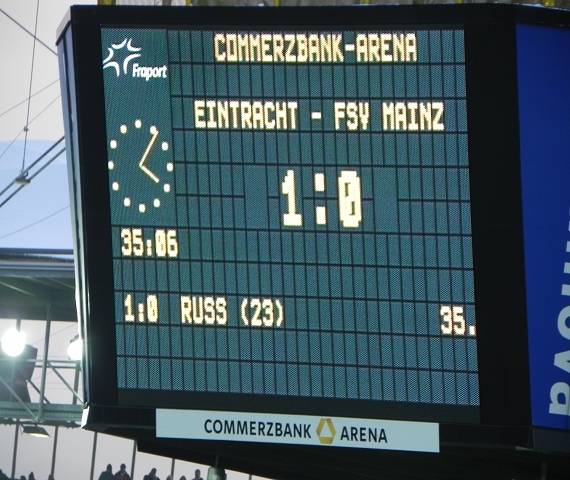 COMMERZBANK-ARENA
Fraport
EINTRACHT - FSV MAINZ
1:0
35:06
1:0 RUSS (23) 35.
COMMERZBANK ARENA